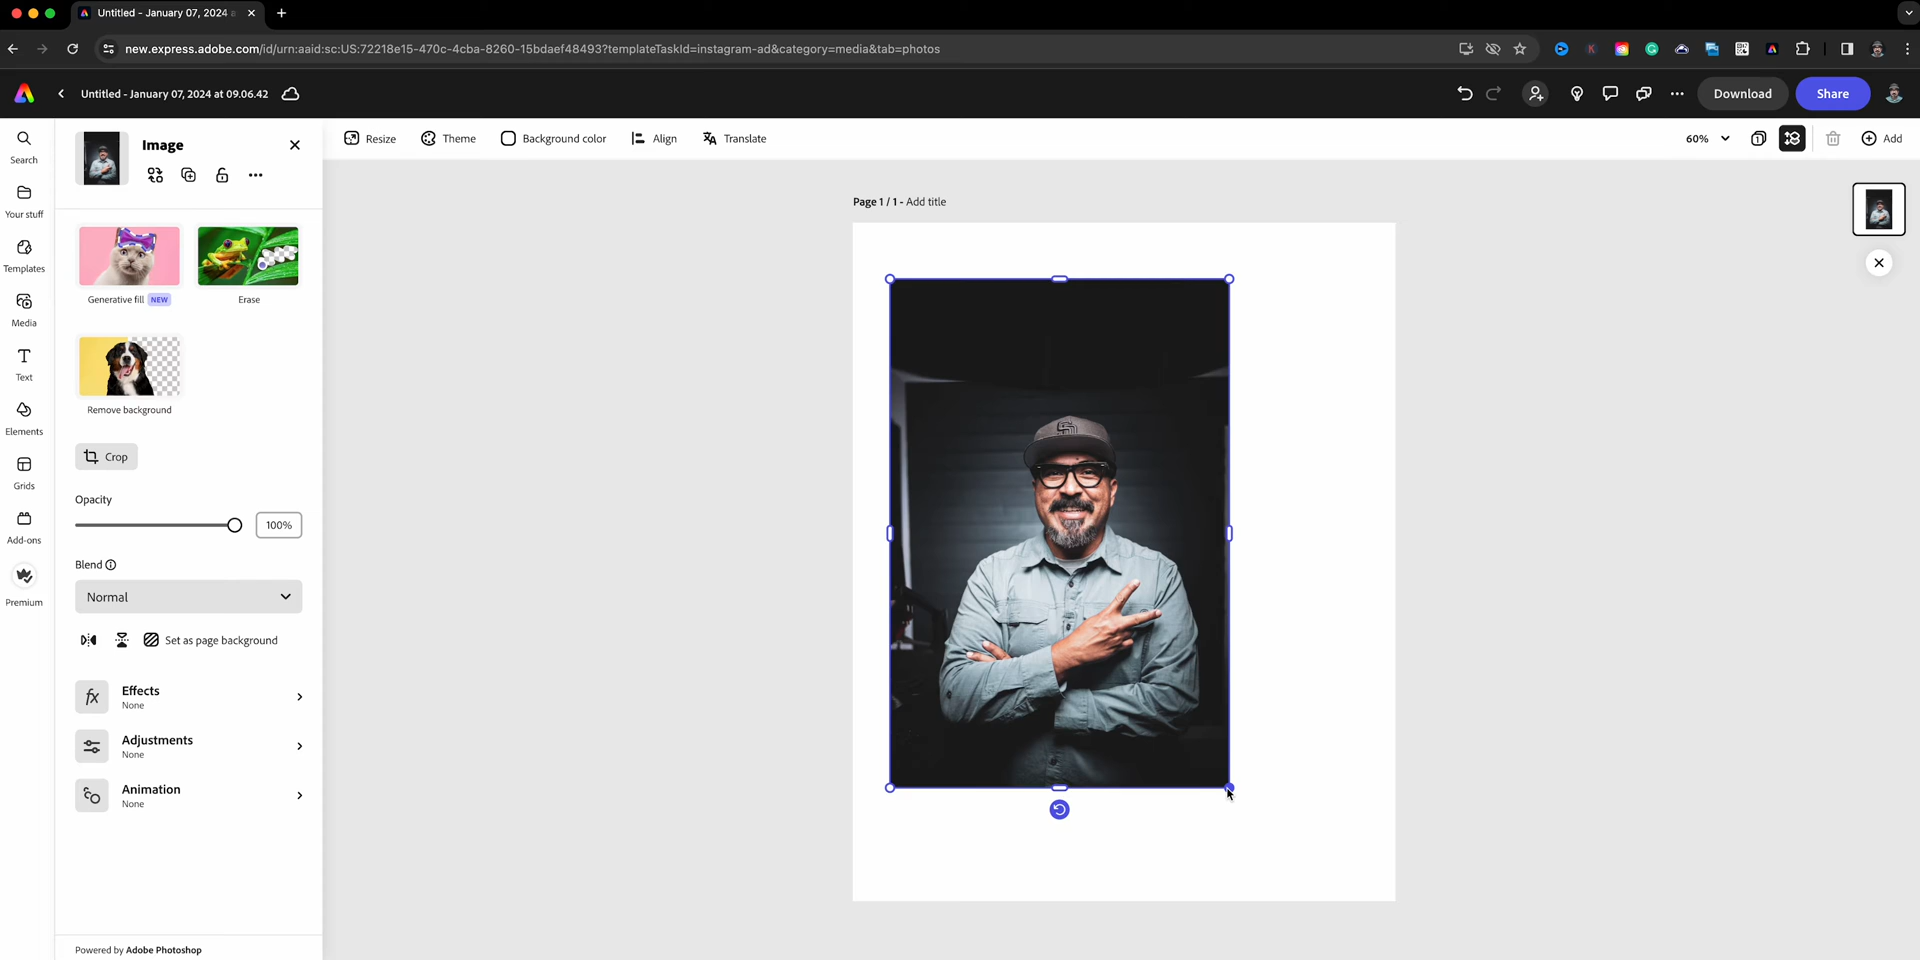 Untitled - January 07, 2024 a
new.express.adobe.com/id/urn:aaid:sc:US:72218e15-470c-4cba-8260-15bdaef48493?templateTaskId=instagram-ad&category=media&tab=photos
Untitled - January 07, 2024 at 09.06.42
Download
Share
Search
Your stuff
Templates
Media
Text
Elements
Grids
Add-ons
Premium
Image
Generative fill NEW
Erase
Remove background
Crop
Opacity
100%
Blend
Normal
Set as page background
Effects
None
Adjustments
None
Animation
None
Powered by Adobe Photoshop
Resize
Theme
Background color
Align
Translate
60%
Add
Page 1 / 1 - Add title